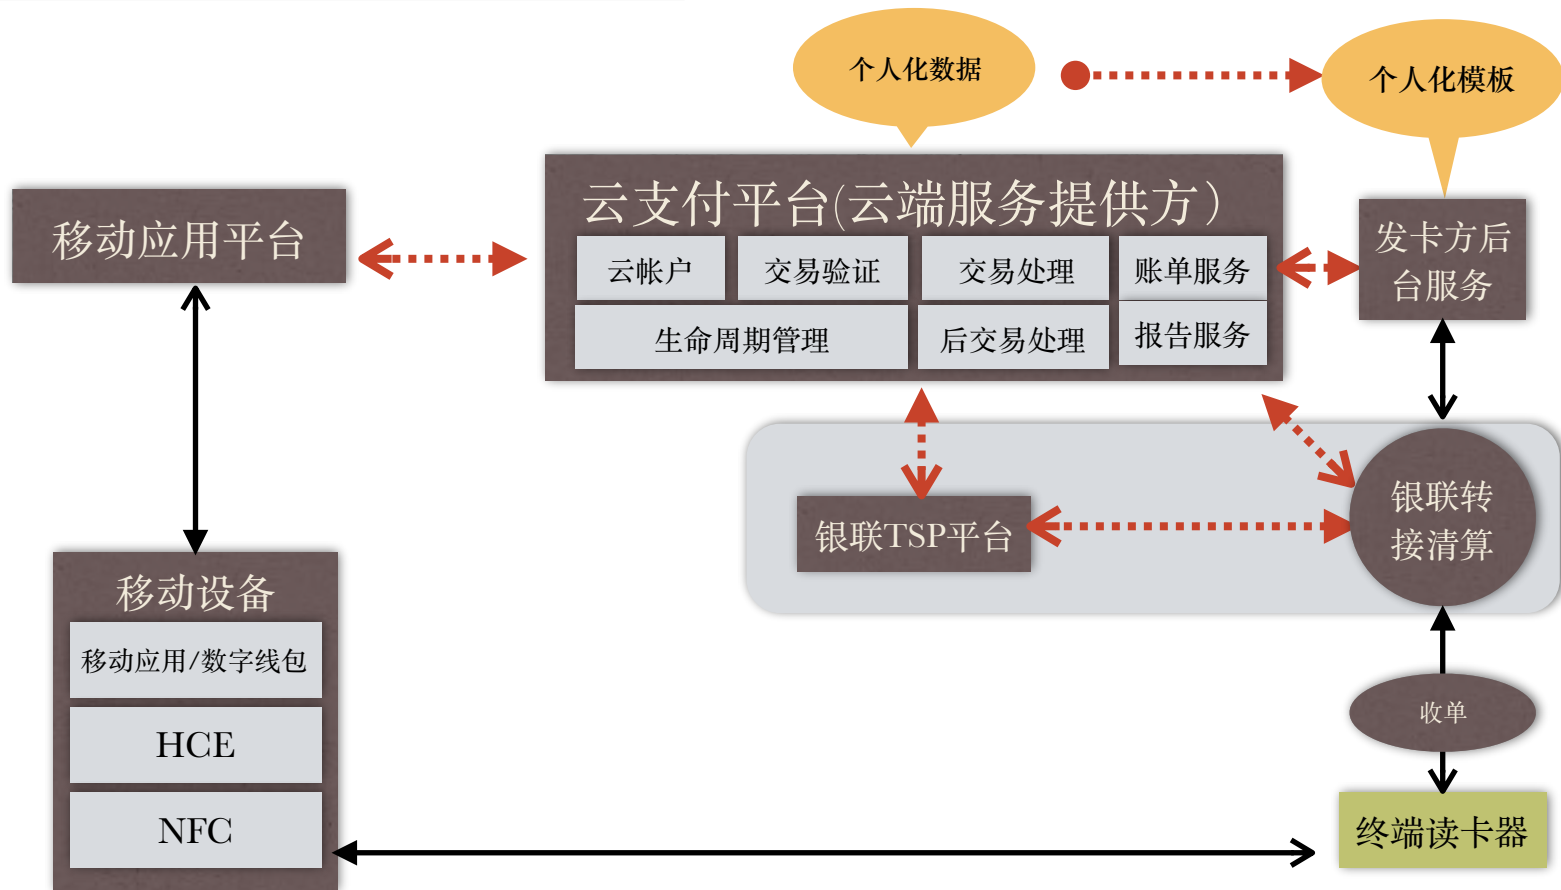 个人化数据
个人化模板
云支付平台(云端服务提供方）
移动应用平台
发卡方后
台服务
云帐户
交易验证
交易处理
账单服务
生命周期管理
后交易处理
报告服务
银联TSP平台
银联转
接清算
移动设备
移动应用/数字线包
HCE
NFC
收单
终端读卡器